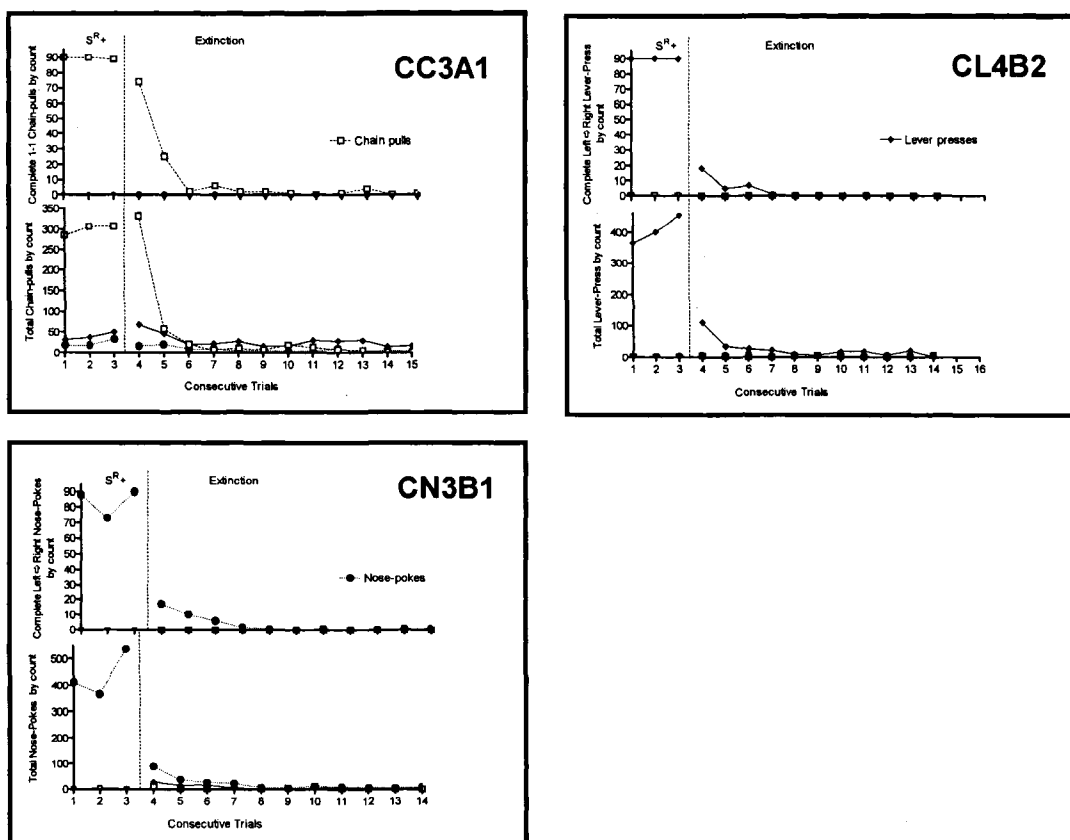 S^R+ Extinction
CC3A1
Complete 1-1 Chain-pulls by count
90
80
70
60
50
40
30
20
10
0
Chain pulls
Total Chain-pulls by count
350
300
250
200
150
100
50
0
1 2 3 4 5 6 7 8 9 10 11 12 13 14 15
Consecutive Trials
S^R+ Extinction
CL4B2
Complete Left⇔Right Lever-Press
by count
90
80
70
60
50
40
30
20
10
0
Lever presses
Total Lever-Press by count
400
300
200
100
0
1 2 3 4 5 6 7 8 9 10 11 12 13 14 15 16
Consecutive Trials
S^R+ Extinction
CN3B1
Complete Left⇔Right Nose-Pokes
by count
90
80
70
60
50
40
30
20
10
0
Nose-pokes
Total Nose-Pokes by count
500
400
300
200
100
0
1 2 3 4 5 6 7 8 9 10 11 12 13 14
Consecutive Trials